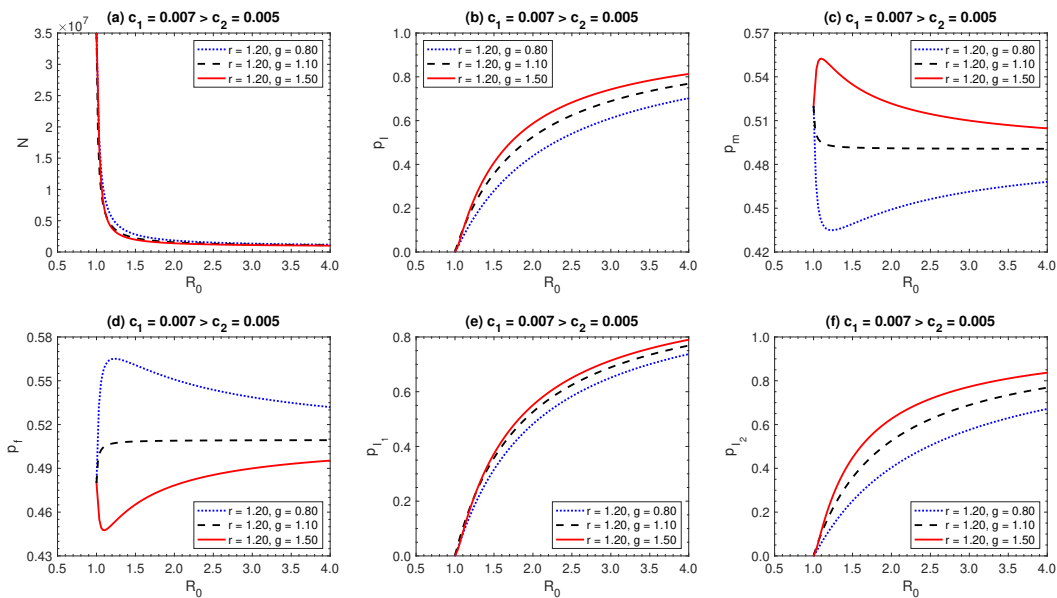 (a) c1 = 0.007 > c2 = 0.005
×10^7
3.5
3
2.5
2
1.5
1
0.5
0
N
r = 1.20, g = 0.80
r = 1.20, g = 1.10
r = 1.20, g = 1.50
0.5 1.0 1.5 2.0 2.5 3.0 3.5 4.0
R0
(b) c1 = 0.007 > c2 = 0.005
1.0
0.8
0.6
0.4
0.2
0.0
pI
r = 1.20, g = 0.80
r = 1.20, g = 1.10
r = 1.20, g = 1.50
0.5 1.0 1.5 2.0 2.5 3.0 3.5 4.0
R0
(c) c1 = 0.007 > c2 = 0.005
0.57
0.54
0.51
0.48
0.45
0.42
pm
r = 1.20, g = 0.80
r = 1.20, g = 1.10
r = 1.20, g = 1.50
0.5 1.0 1.5 2.0 2.5 3.0 3.5 4.0
R0
(d) c1 = 0.007 > c2 = 0.005
0.58
0.55
0.51
0.49
0.46
0.43
pf
r = 1.20, g = 0.80
r = 1.20, g = 1.10
r = 1.20, g = 1.50
0.5 1.0 1.5 2.0 2.5 3.0 3.5 4.0
R0
(e) c1 = 0.007 > c2 = 0.005
0.8
0.6
0.4
0.2
0.0
pI1
r = 1.20, g = 0.80
r = 1.20, g = 1.10
r = 1.20, g = 1.50
0.5 1.0 1.5 2.0 2.5 3.0 3.5 4.0
R0
(f) c1 = 0.007 > c2 = 0.005
1.0
0.8
0.6
0.4
0.2
0.0
pI2
r = 1.20, g = 0.80
r = 1.20, g = 1.10
r = 1.20, g = 1.50
0.5 1.0 1.5 2.0 2.5 3.0 3.5 4.0
R0